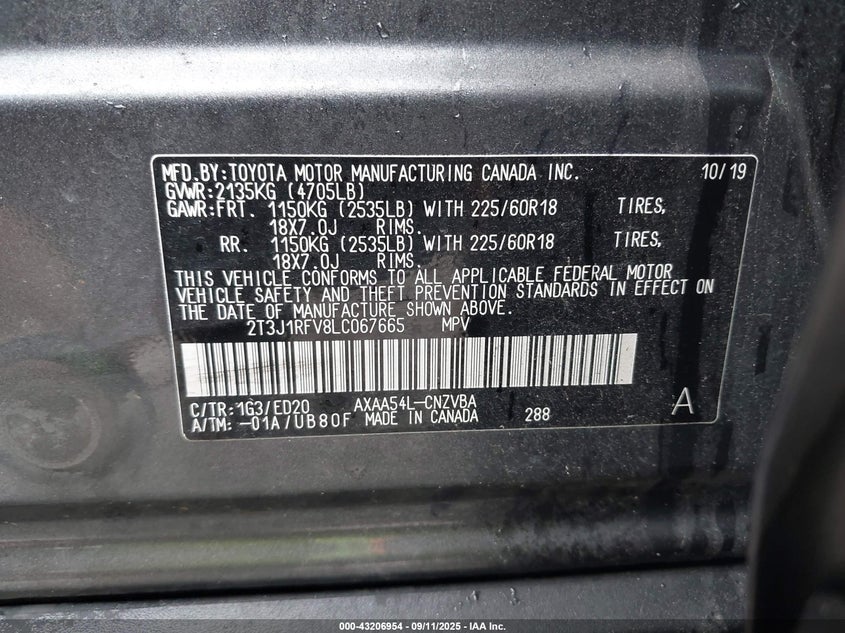 MFD.BY:TOYOTA MOTOR MANUFACTURING CANADA INC. 10/19
GVWR:2135KG (4705LB)
GAWR:FRT. 1150KG (2535LB) WITH 225/60R18 TIRES,
18X7.0J RIMS.
RR. 1150KG (2535LB) WITH 225/60R18 TIRES,
18X7.0J RIMS.
THIS VEHICLE CONFORMS TO ALL APPLICABLE FEDERAL MOTOR
VEHICLE SAFETY AND THEFT PREVENTION STANDARDS IN EFFECT ON
THE DATE OF MANUFACTURE SHOWN ABOVE.
2T3J1RFV8LC067665 MPV
C/TR:1G3/ED20 AXAA54L-CNZVBA A
A/TM:-01A/UB80F MADE IN CANADA 288
000-43206954 - 09/11/2025 - IAA Inc.